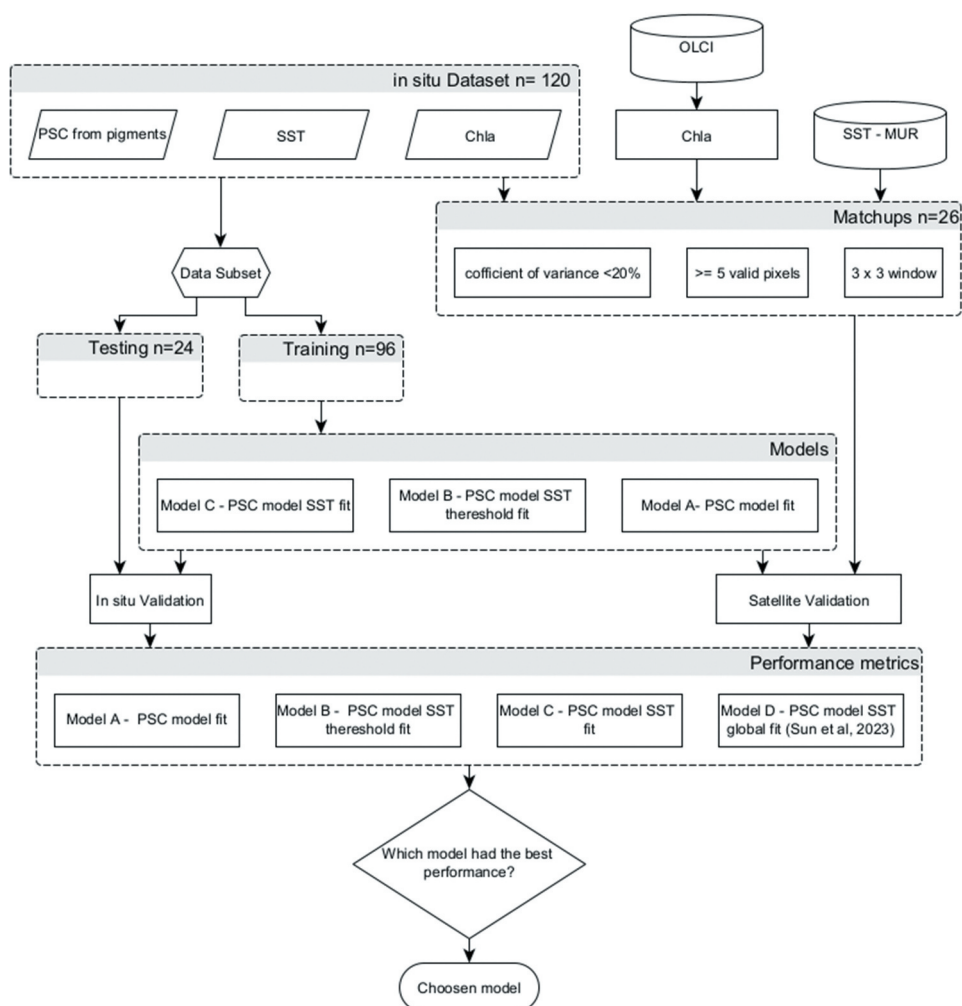 OLCI
in situ Dataset n= 120
PSC from pigments
SST
Chla
Chla
SST - MUR
Matchups n=26
cofficient of variance <20%
>= 5 valid pixels
3 x 3 window
Data Subset
Testing n=24
Training n=96
Models
Model C - PSC model SST fit
Model B - PSC model SST
thereshold fit
Model A- PSC model fit
In situ Validation
Satellite Validation
Performance metrics
Model A - PSC model fit
Model B - PSC model SST
thereshold fit
Model C - PSC model SST
fit
Model D - PSC model SST
global fit (Sun et al, 2023)
Which model had the best
performance?
Choosen model